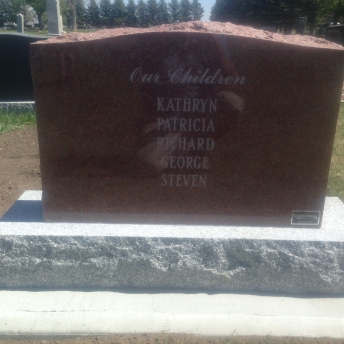 Our Children
KATHRYN
PATRICIA
RICHARD
GEORGE
STEVEN